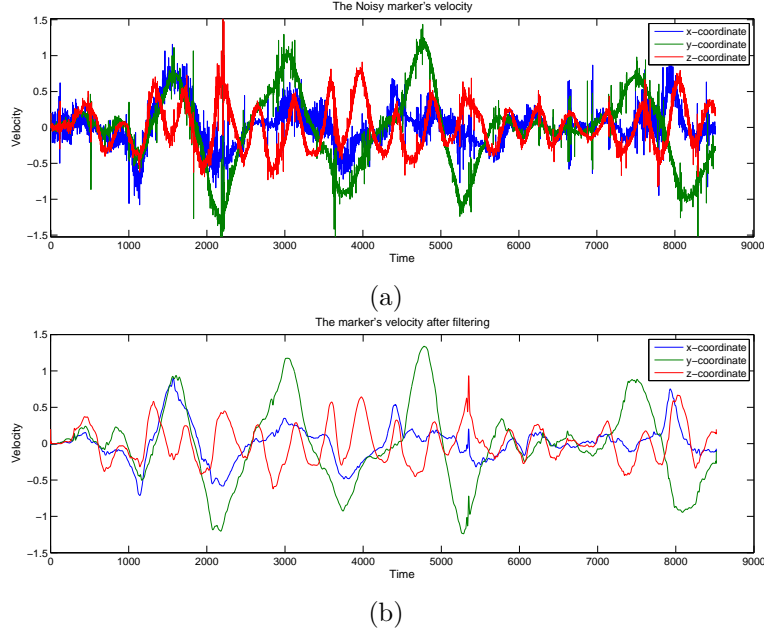 The Noisy marker's velocity
1.5
1
0.5
0
−0.5
−1
−1.5
Velocity
x−coordinate
y−coordinate
z−coordinate
0 1000 2000 3000 4000 5000 6000 7000 8000 9000
Time
(a)
The marker's velocity after filtering
1.5
1
0.5
0
−0.5
−1
−1.5
Velocity
x−coordinate
y−coordinate
z−coordinate
0 1000 2000 3000 4000 5000 6000 7000 8000 9000
Time
(b)